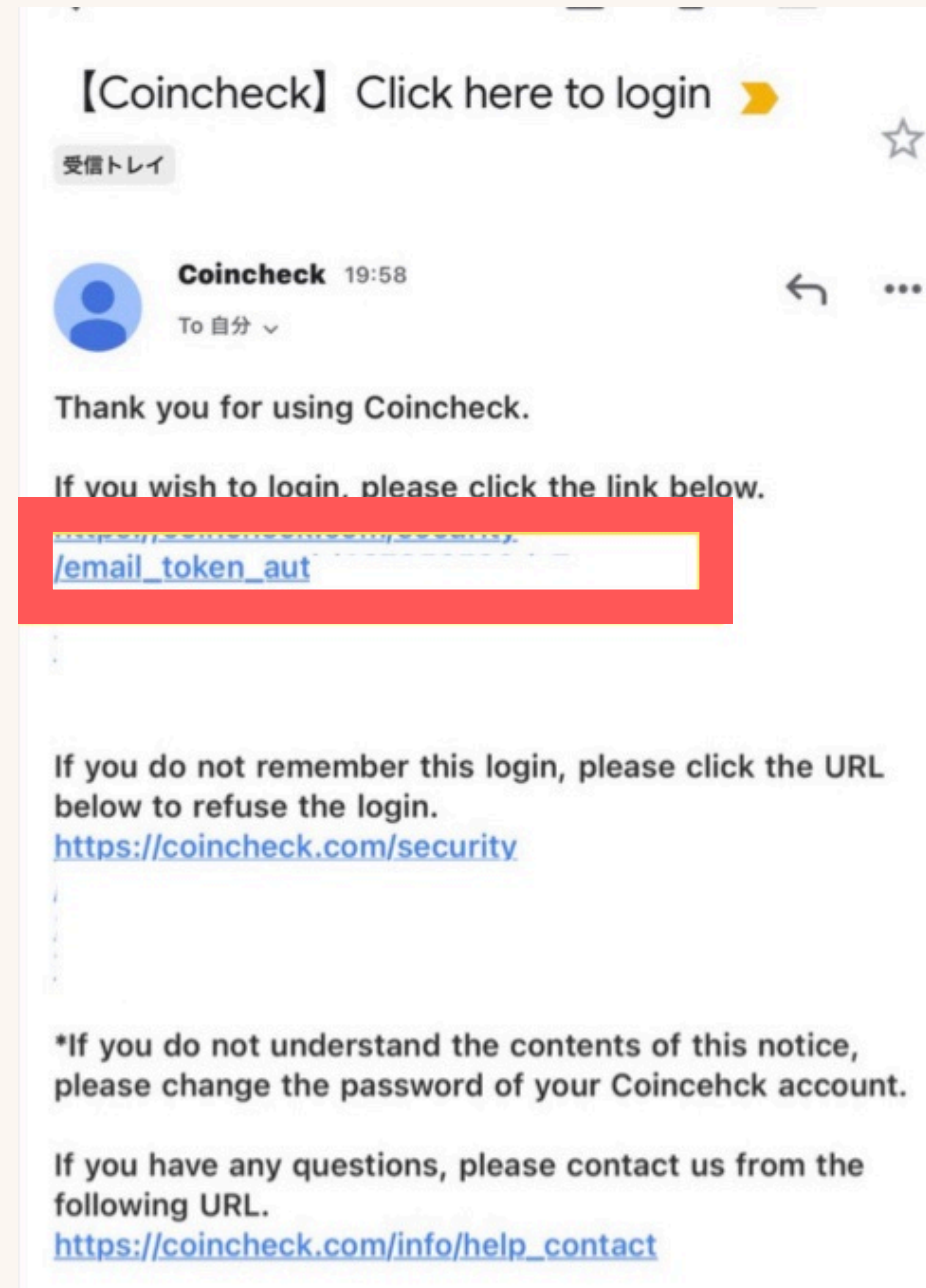 【Coincheck】Click here to login
受信トレイ
Coincheck 19:58
To 自分
Thank you for using Coincheck.
If you wish to login, please click the link below.
https://coincheck.com/security
/email_token_aut
If you do not remember this login, please click the URL
below to refuse the login.
https://coincheck.com/security
*If you do not understand the contents of this notice,
please change the password of your Coincehck account.
If you have any questions, please contact us from the
following URL.
https://coincheck.com/info/help_contact